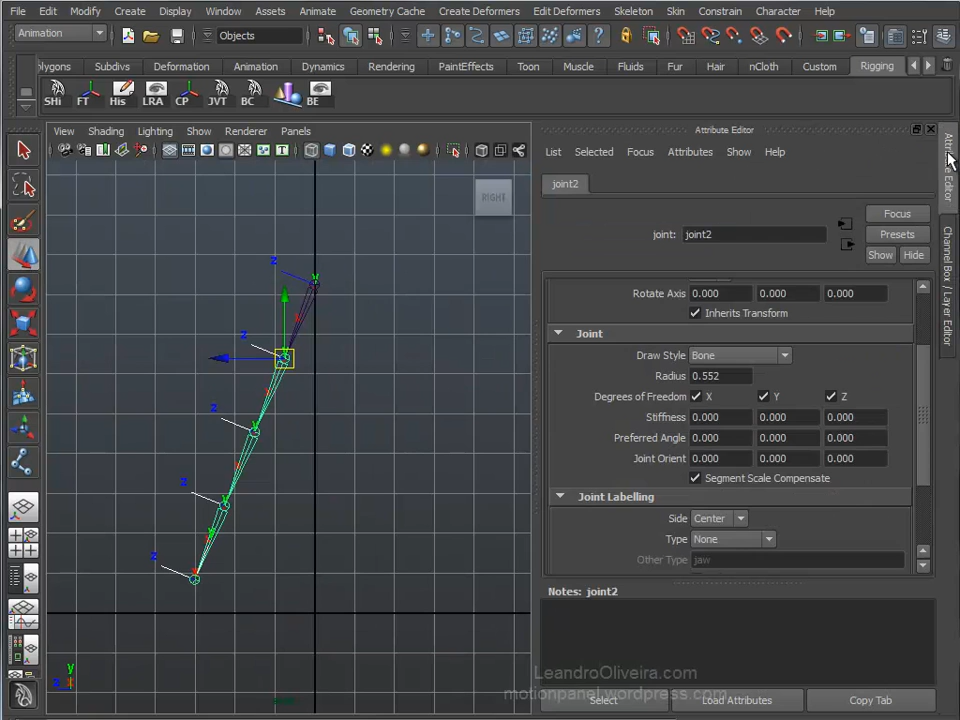 File Edit Modify Create Display Window Assets Animate Geometry Cache Create Deformers Edit Deformers Skeleton Skin Constrain Character Help
Animation Objects
olygons Subdivs Deformation Animation Dynamics Rendering PaintEffects Toon Muscle Fluids Fur Hair nCloth Custom Rigging
SHi FT His LRA CP JVT BC BE
View Shading Lighting Show Renderer Panels
Attribute Editor
List Selected Focus Attributes Show Help
joint2
Focus
joint: joint2
Presets
Show Hide
Rotate Axis 0.000 0.000 0.000
Inherits Transform
Joint
Draw Style Bone
Radius 0.552
Degrees of Freedom X Y Z
Stiffness 0.000 0.000 0.000
Preferred Angle 0.000 0.000 0.000
Joint Orient 0.000 0.000 0.000
Segment Scale Compensate
Joint Labelling
Side Center
Type None
Other Type jaw
Notes: joint2
Select Load Attributes Copy Tab
Attribute Editor
Channel Box / Layer Editor
RIGHT
z
y
z
z
y
z
y
z
y
z
LeandroOliveira.com
motionpanel.wordpress.com